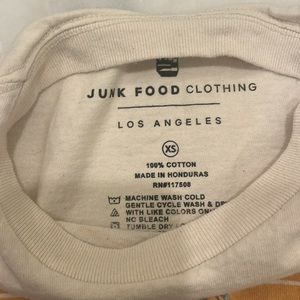 JUNK FOOD CLOTHING
LOS ANGELES
XS
100% COTTON
MADE IN HONDURAS
RN#117508
MACHINE WASH COLD
GENTLE CYCLE WASH &
WITH LIKE COLORS
NO BLEACH
TUMBLE DRY